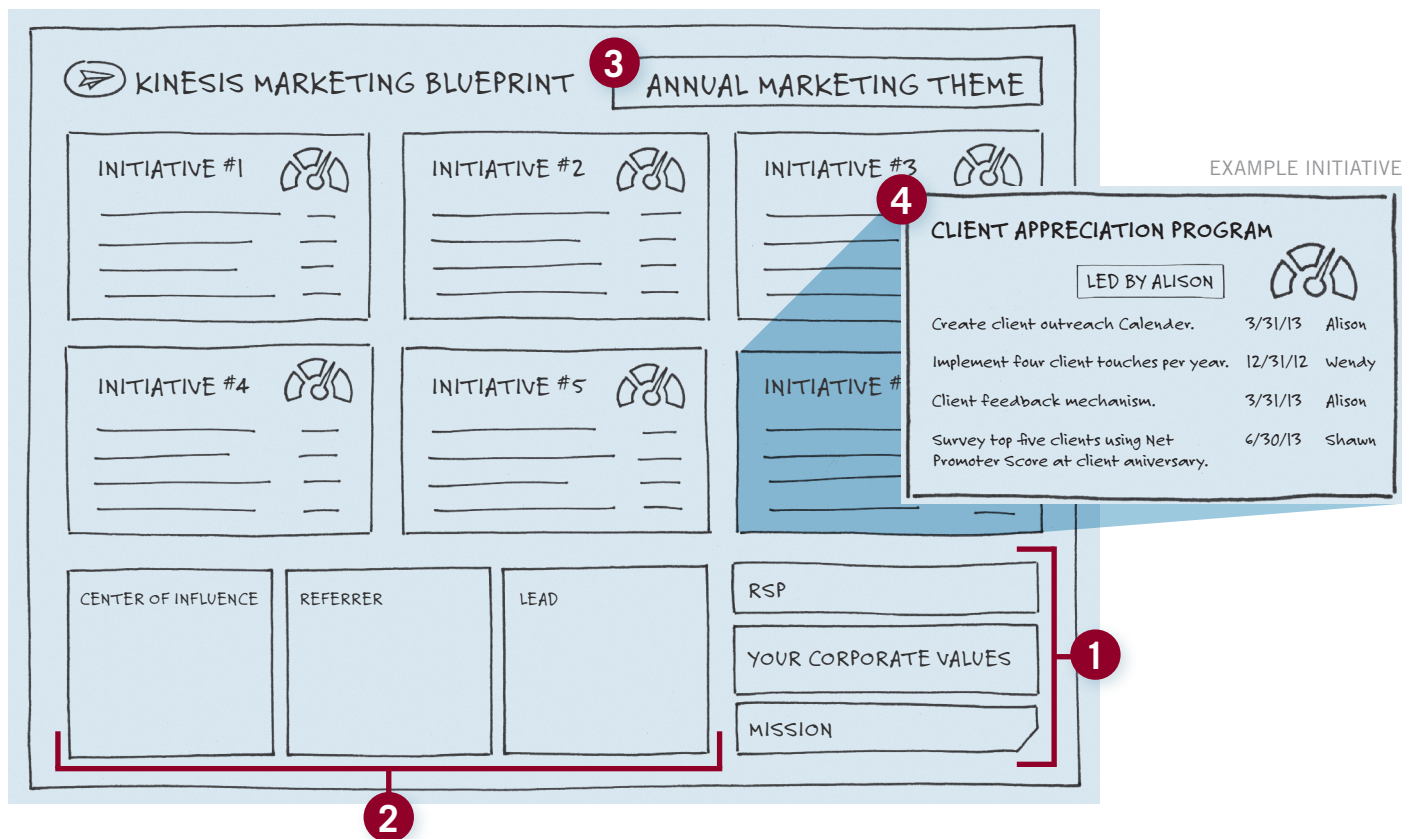 KINESIS MARKETING BLUEPRINT
3
ANNUAL MARKETING THEME
INITIATIVE #1
INITIATIVE #2
INITIATIVE #3
EXAMPLE INITIATIVE
4
CLIENT APPRECIATION PROGRAM
LED BY ALISON
Create client outreach Calender. 3/31/13 Alison
Implement four client touches per year. 12/31/12 Wendy
Client feedback mechanism. 3/31/13 Alison
Survey top five clients using Net 6/30/13 Shawn
Promoter Score at client aniversary.
INITIATIVE #4
INITIATIVE #5
INITIATIVE #
CENTER OF INFLUENCE
REFERRER
LEAD
RSP
YOUR CORPORATE VALUES
MISSION
1
2